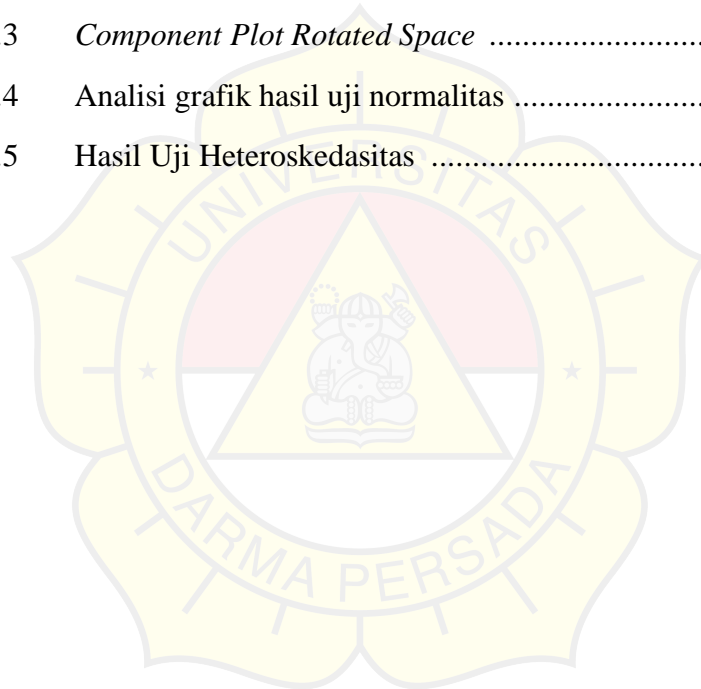 .3 Component Plot Rotated Space ..........................
.4 Analisi grafik hasil uji normalitas .......................
.5 Hasil Uji Heteroskedasitas .................................
UNIVERSITAS
DARMA PERSADA